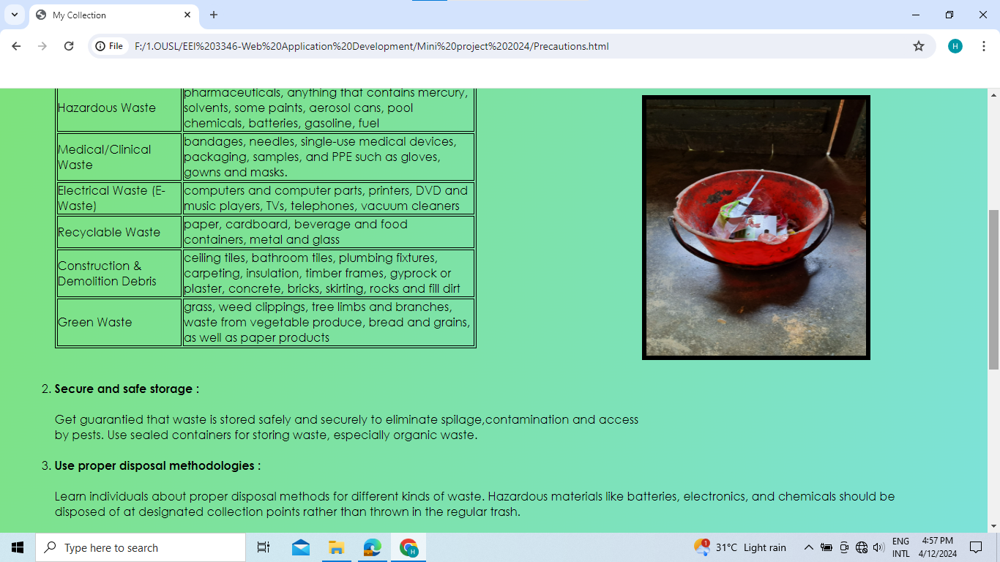 My Collection
File
F:/1.OUSL/EEI%203346-Web%20Application%20Development/Mini%20project%202024/Precautions.html
H
Hazardous Waste
pharmaceuticals, anything that contains mercury,
solvents, some paints, aerosol cans, pool
chemicals, batteries, gasoline, fuel
Medical/Clinical
Waste
bandages, needles, single-use medical devices,
packaging, samples, and PPE such as gloves,
gowns and masks.
Electrical Waste (E-
Waste)
computers and computer parts, printers, DVD and
music players, TVs, telephones, vacuum cleaners
Recyclable Waste
paper, cardboard, beverage and food
containers, metal and glass
Construction &
Demolition Debris
ceiling tiles, bathroom tiles, plumbing fixtures,
carpeting, insulation, timber frames, gyprock or
plaster, concrete, bricks, skirting, rocks and fill dirt
Green Waste
grass, weed clippings, tree limbs and branches,
waste from vegetable produce, bread and grains,
as well as paper products
2. Secure and safe storage :
Get guarantied that waste is stored safely and securely to eliminate spilage,contamination and access
by pests. Use sealed containers for storing waste, especially organic waste.
3. Use proper disposal methodologies :
Learn individuals about proper disposal methods for different kinds of waste. Hazardous materials like batteries, electronics, and chemicals should be
disposed of at designated collection points rather than thrown in the regular trash.
Type here to search
H
1
31°C Light rain
ENG
INTL
4:57 PM
4/12/2024